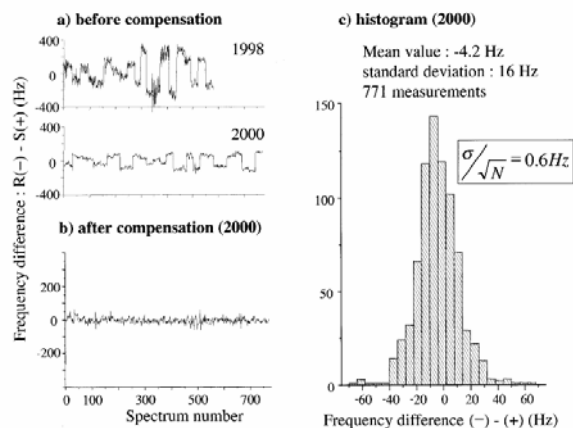 a) before compensation
400
0
-400
1998
400
200
0
-400
2000
b) after compensation (2000)
200
0
-200
-400
0 100 300 500 700
Spectrum number
Frequency difference : R(−) - S(+) (Hz)
c) histogram (2000)
Mean value : -4.2 Hz
standard deviation : 16 Hz
771 measurements
σ/√N = 0.6Hz
150
100
50
0
-60 -40 -20 0 20 40 60
Frequency difference (−) - (+) (Hz)